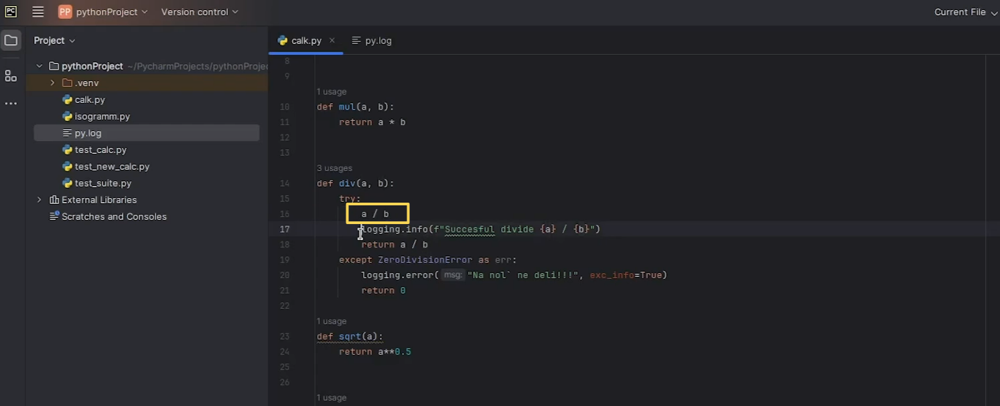 PC PP pythonProject Version control Current File
Project
calk.py py.log
pythonProject ~/PycharmProjects/pythonProjec
.venv
calk.py
isogramm.py
py.log
test_calc.py
test_new_calc.py
test_suite.py
External Libraries
Scratches and Consoles
8
9
1 usage
10 def mul(a, b):
11 return a * b
12
13
3 usages
14 def div(a, b):
15 try:
16 a / b
17 logging.info(f"Succesful divide {a} / {b}")
18 return a / b
19 except ZeroDivisionError as err:
20 logging.error( msg: "Na nol` ne deli!!!", exc_info=True)
21 return 0
22
1 usage
23 def sqrt(a):
24 return a**0.5
25
26
1 usage